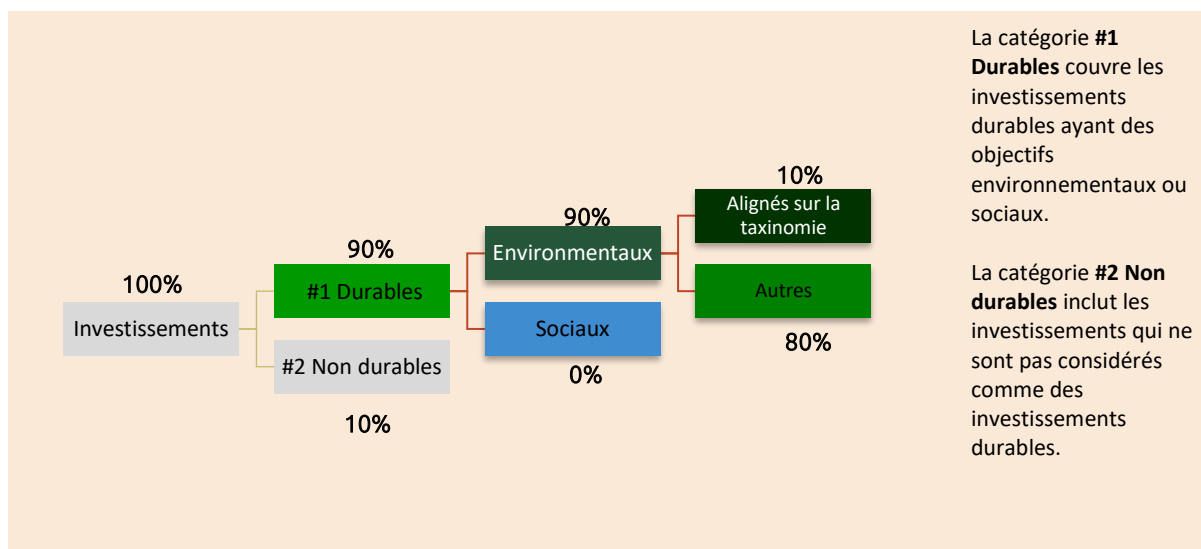 100%
Investissements
90%
#1 Durables
#2 Non durables
10%
90%
Environmentaux
Sociaux
0%
10%
Alignés sur la
taxinomie
Autres
80%
La catégorie #1
Durables couvre les
investissements
durables ayant des
objectifs
environnementaux ou
sociaux.
La catégorie #2 Non
durables inclut les
investissements qui ne
sont pas considérés
comme des
investissements
durables.